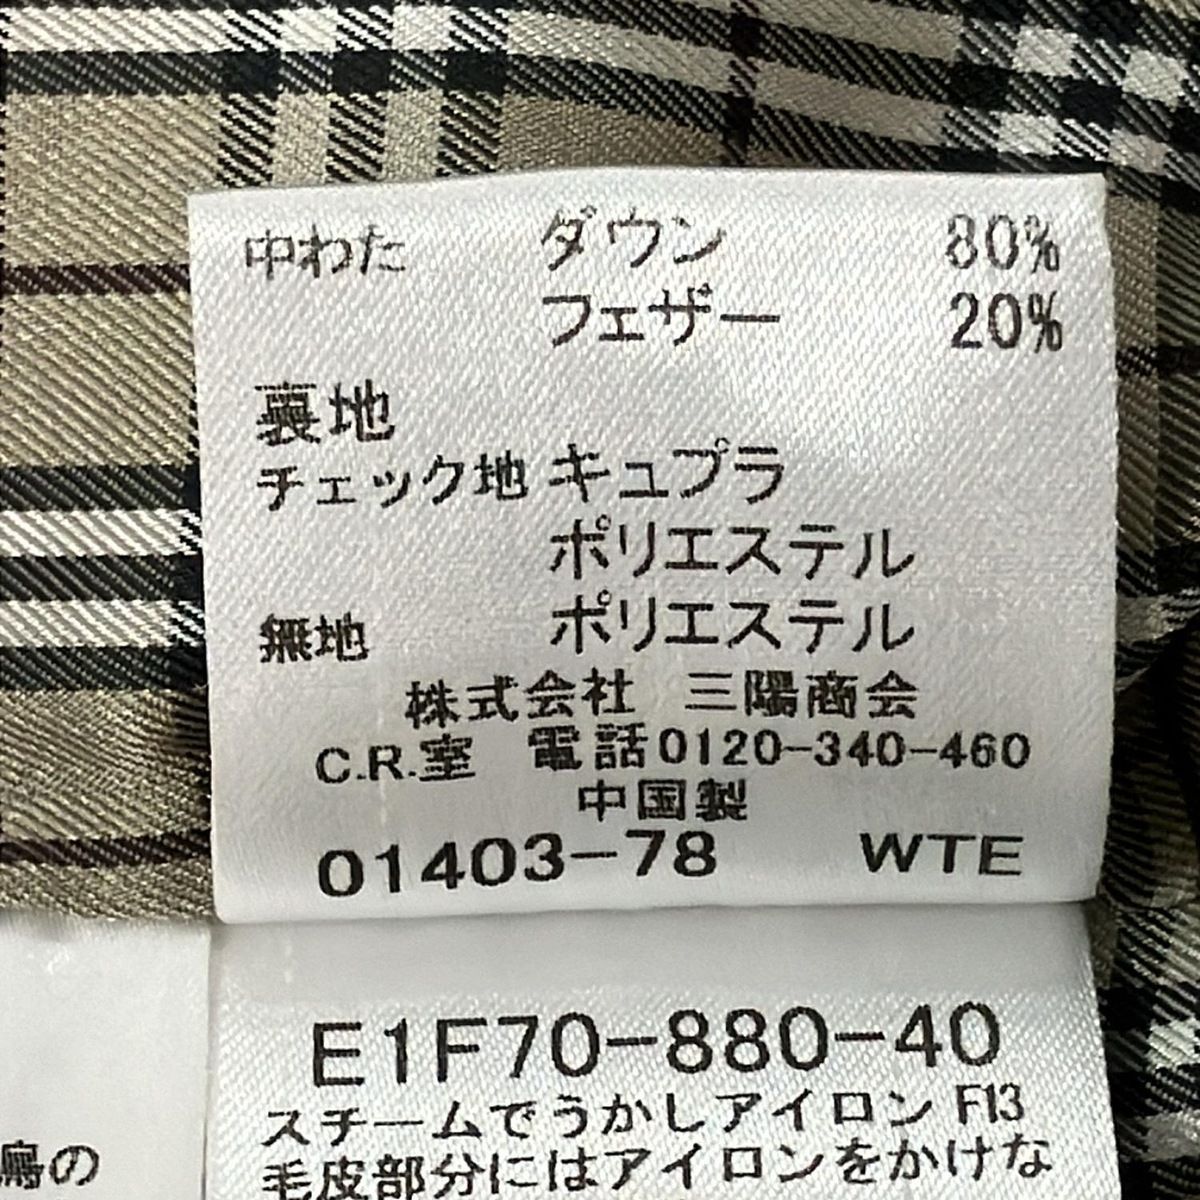 中わた ダウン 80%
フェザー 20%
裏地
チェック地 キュプラ
ポリエステル
無地 ポリエステル
株式会社 三陽商会
C.R.室 電話0120-340-460
中国製
01403-78 WTE
E1F70-880-40
スチームでうかしアイロン F13
毛皮部分にはアイロンをかけな
鳥の